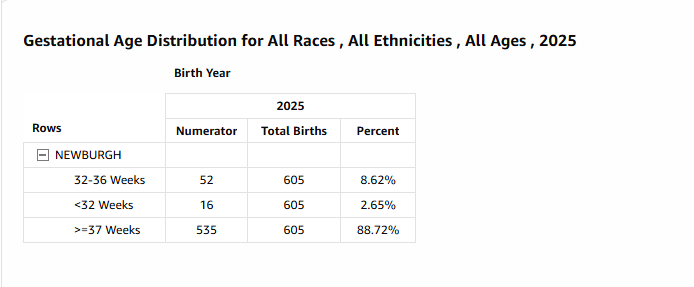 Gestational Age Distribution for All Races , All Ethnicities , All Ages , 2025
Birth Year
2025
Rows Numerator Total Births Percent
NEWBURGH
32-36 Weeks 52 605 8.62%
<32 Weeks 16 605 2.65%
>=37 Weeks 535 605 88.72%